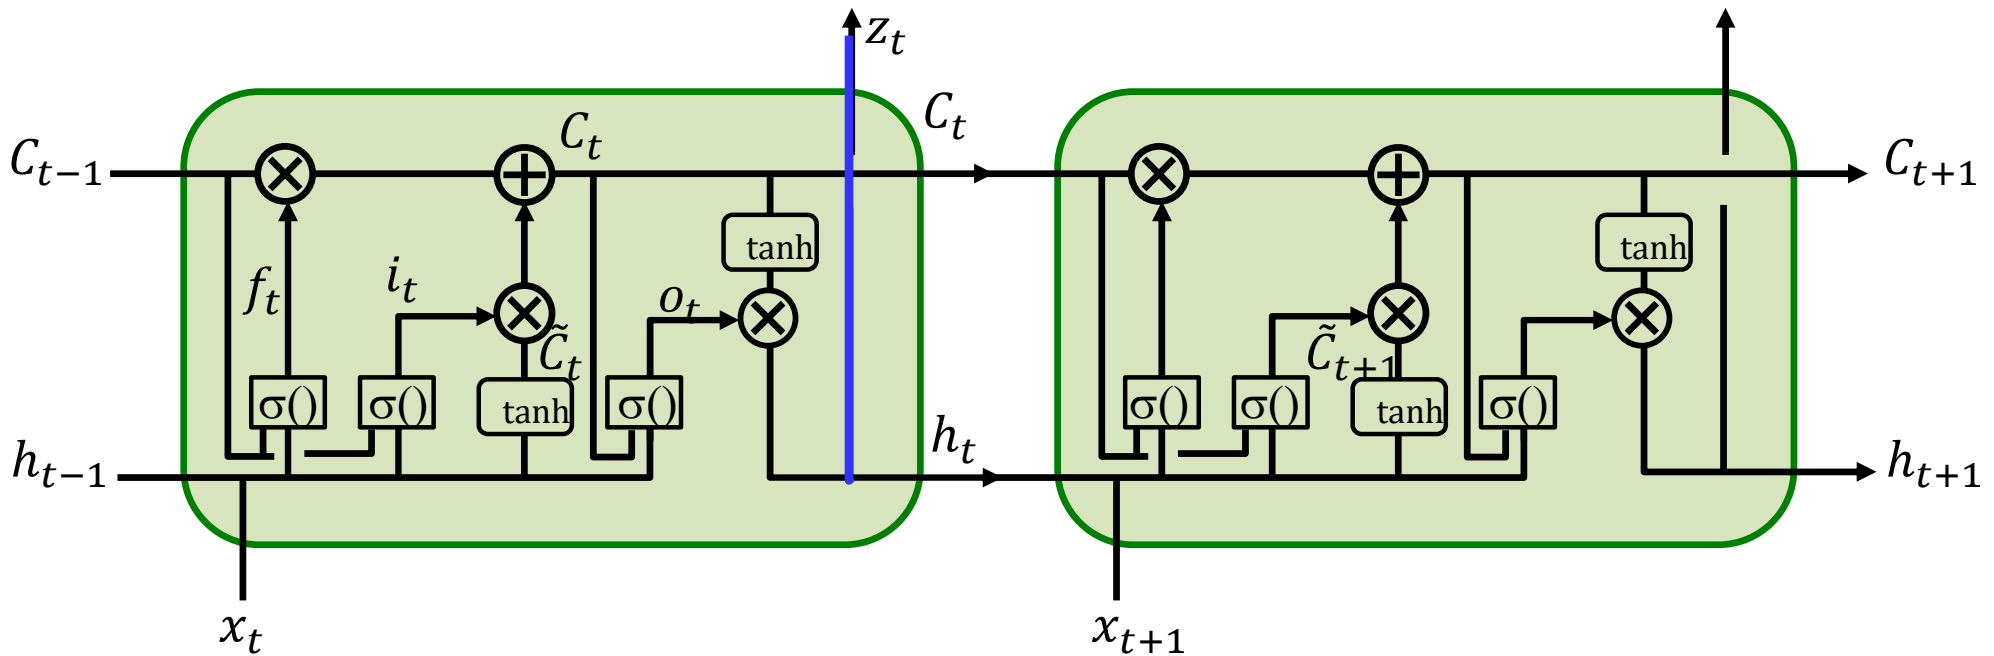 z_t
C_t
C_{t-1}
C_t
C_{t+1}
tanh
tanh
f_t
i_t
o_t
C̃_t
C̃_{t+1}
σ() σ() tanh σ()
σ() σ() tanh σ()
h_{t-1}
h_t
h_{t+1}
x_t
x_{t+1}